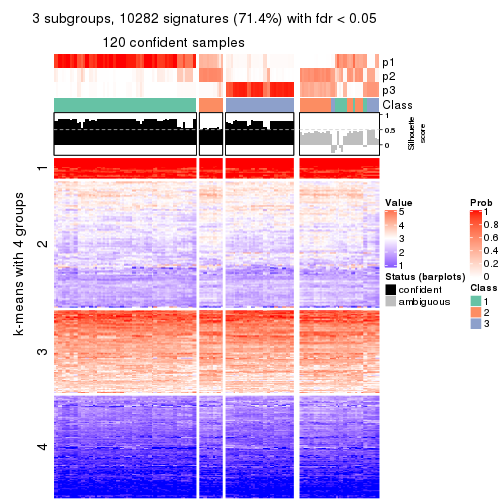 3 subgroups, 10282 signatures (71.4%) with fdr < 0.05
120 confident samples
p1
p2
p3
Class
1
0.5
0
Silhouette
score
k-means with 4 groups
1
2
3
4
Value
5
4
3
2
1
Status (barplots)
confident
ambiguous
Prob
1
0.8
0.6
0.4
0.2
0
Class
1
2
3